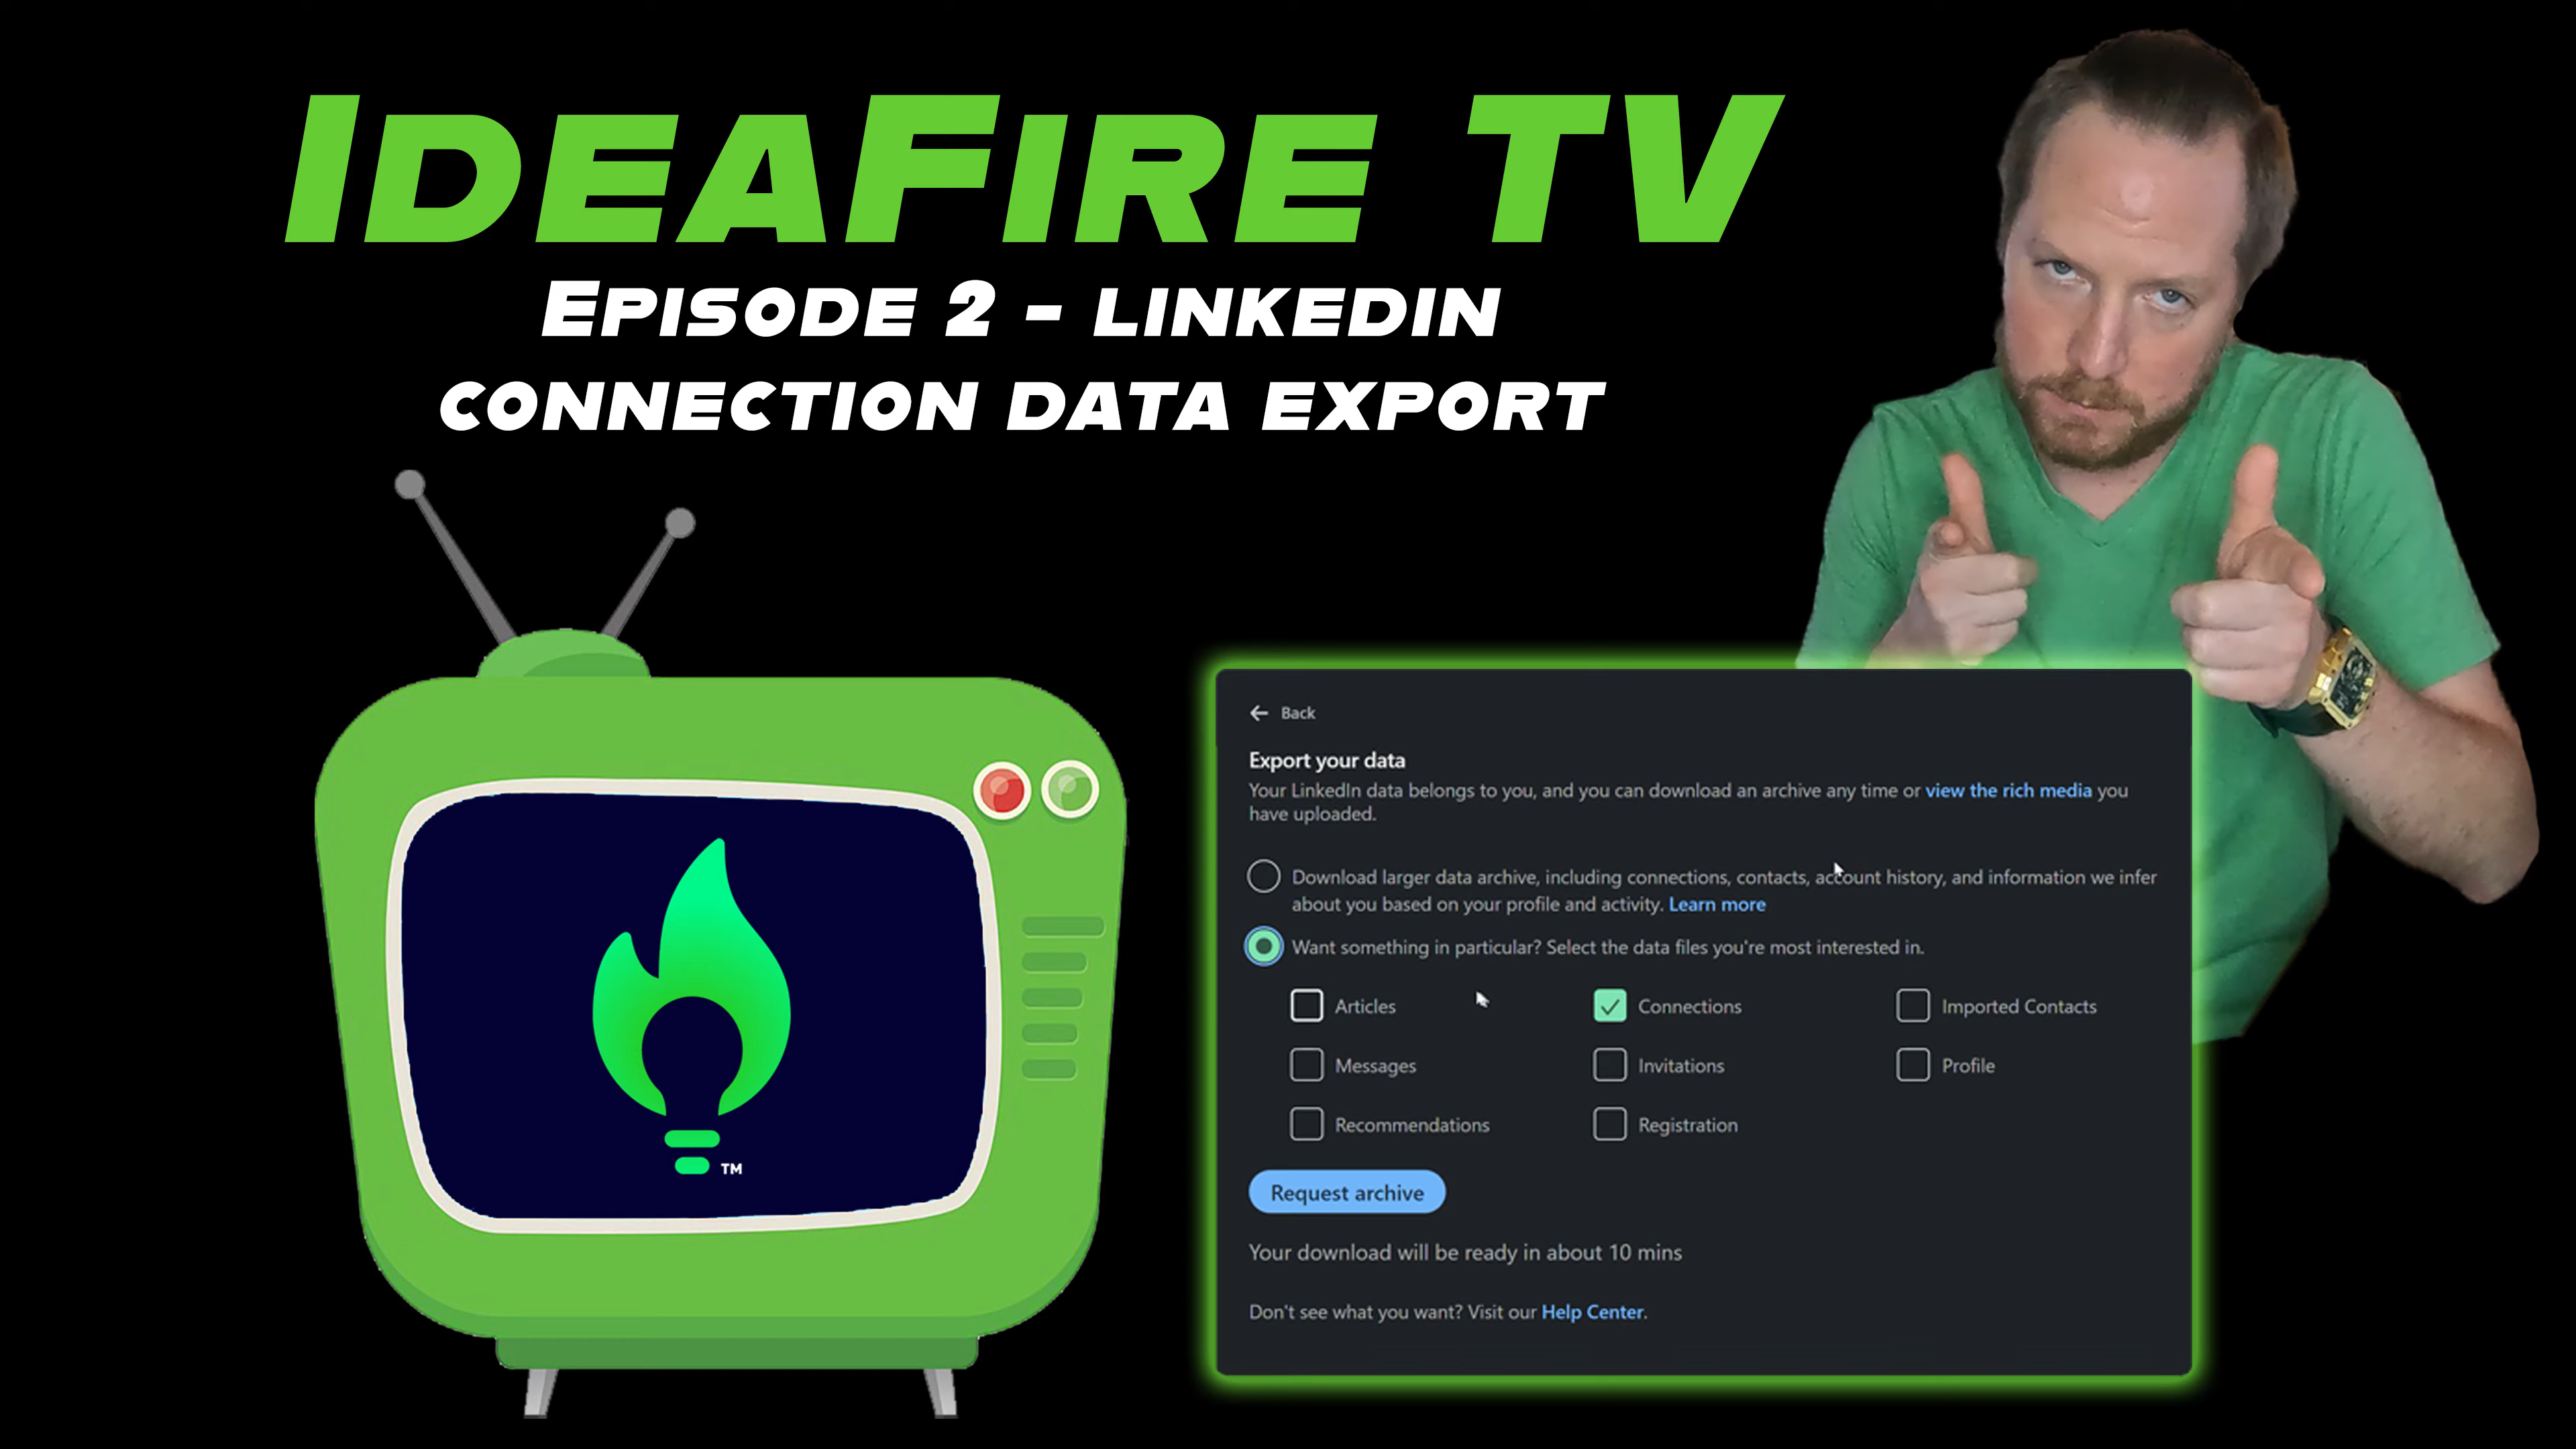 IDEAFIRE TV
EPISODE 2 - LINKEDIN
CONNECTION DATA EXPORT
TM
← Back
Export your data
Your LinkedIn data belongs to you, and you can download an archive any time or view the rich media you
have uploaded.
Download larger data archive, including connections, contacts, account history, and information we infer
about you based on your profile and activity. Learn more
Want something in particular? Select the data files you're most interested in.
Articles Connections Imported Contacts
Messages Invitations Profile
Recommendations Registration
Request archive
Your download will be ready in about 10 mins
Don't see what you want? Visit our Help Center.